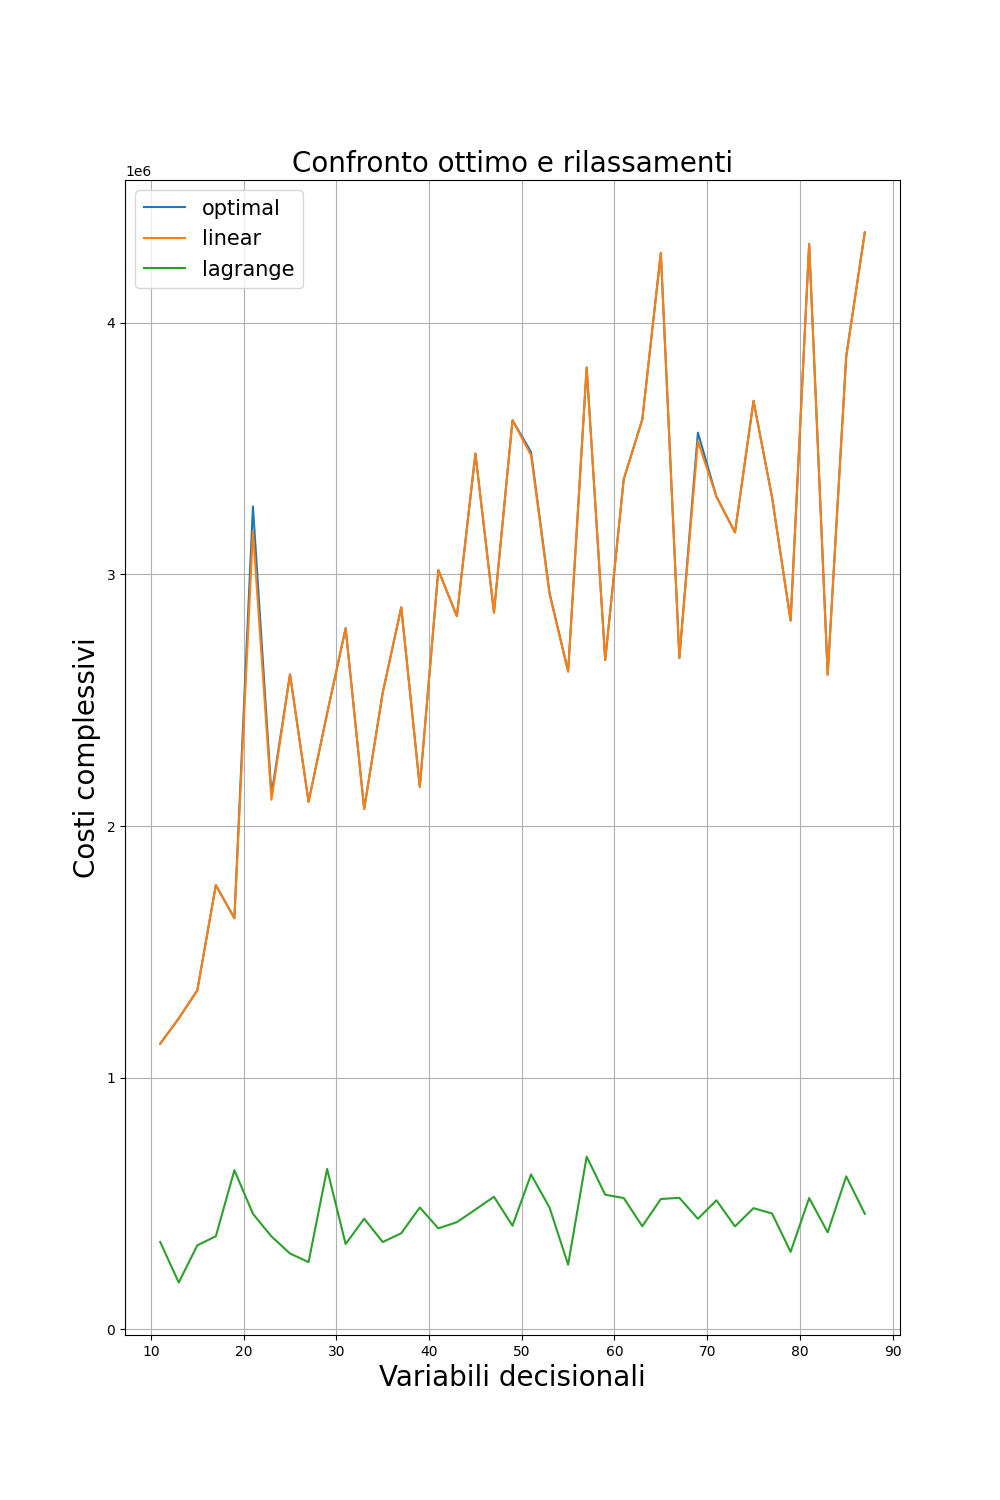 Confronto ottimo e rilassamenti
1e6
optimal
linear
lagrange
4
3
2
1
0
Costi complessivi
10 20 30 40 50 60 70 80 90
Variabili decisionali